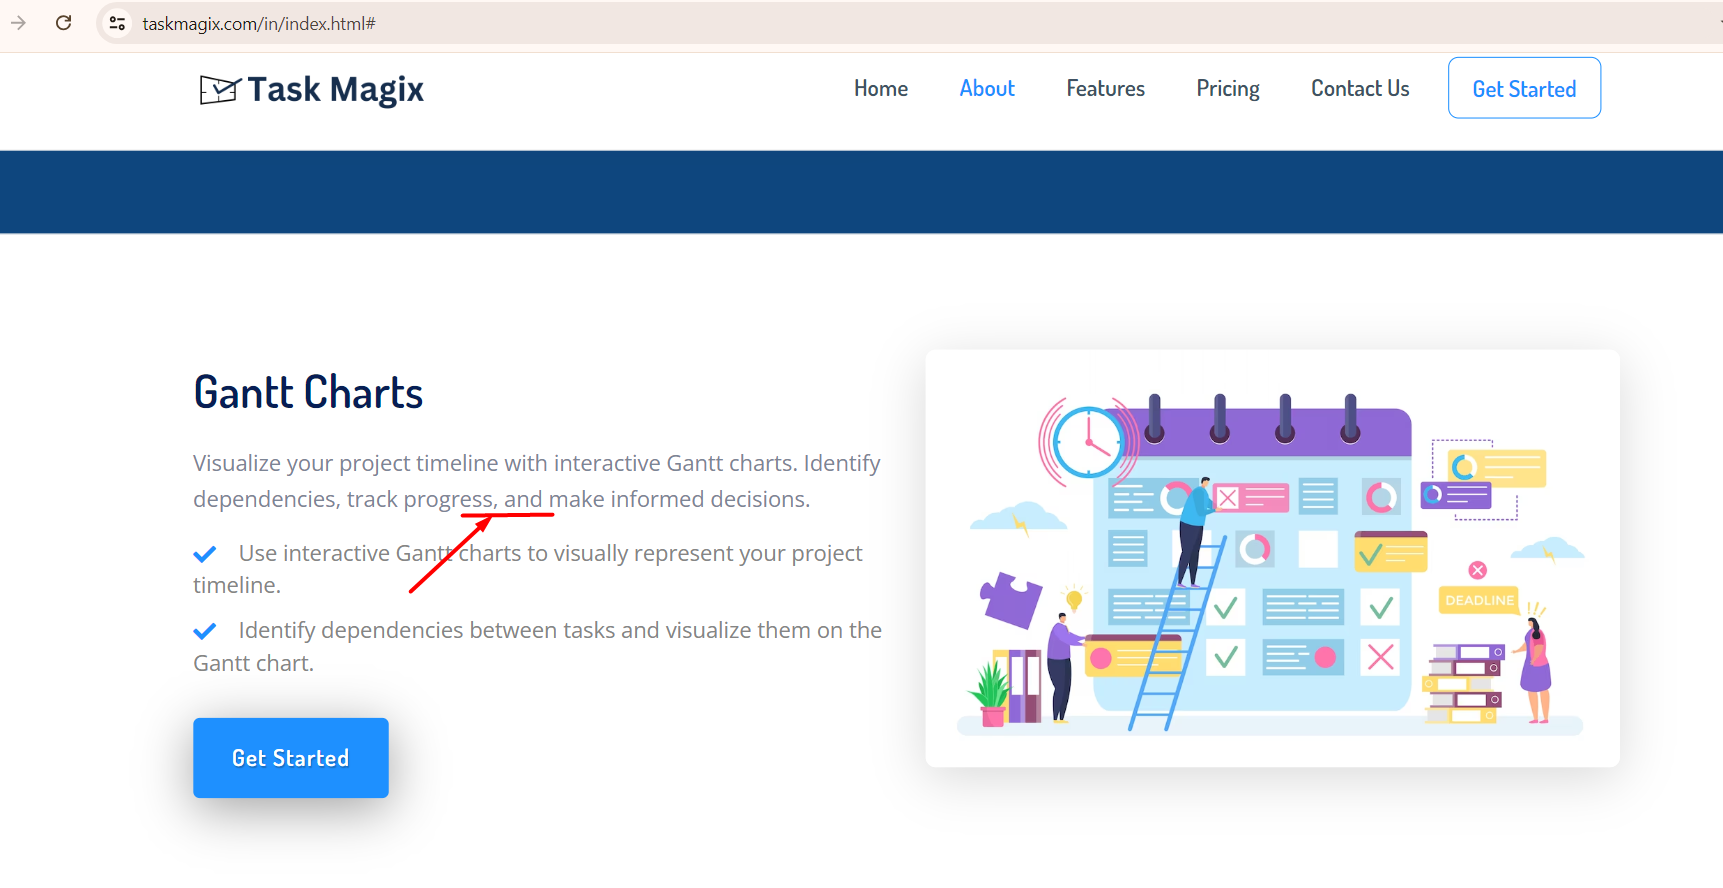 taskmagix.com/in/index.html#
Task Magix
Home About Features Pricing Contact Us Get Started
Gantt Charts
Visualize your project timeline with interactive Gantt charts. Identify
dependencies, track progress, and make informed decisions.
Use interactive Gantt charts to visually represent your project
timeline.
Identify dependencies between tasks and visualize them on the
Gantt chart.
Get Started
DEADLINE